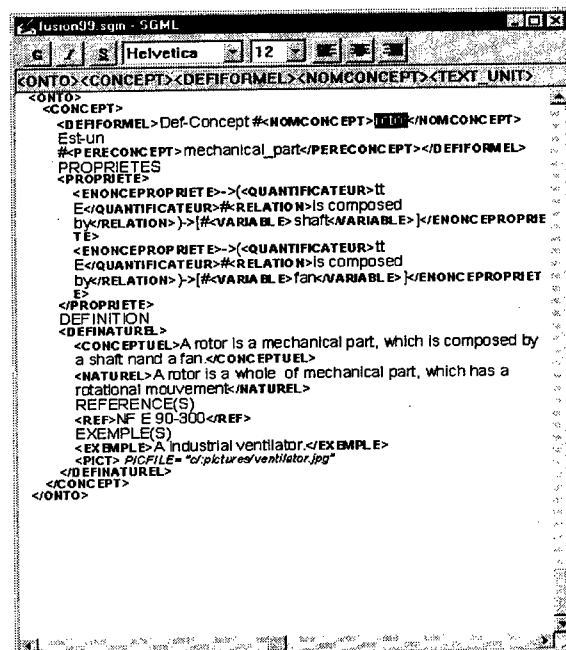 fusion99.sgm - SGML
G I S Helvetica 12
<ONTO><CONCEPT><DEFIFORMEL><NOMCONCEPT><TEXT_UNIT>
<ONTO>
<CONCEPT>
<DEFIFORMEL>Def-Concept #<NOMCONCEPT>rotor</NOMCONCEPT>
Est-un
#<PERECONCEPT>mechanical_part</PERECONCEPT></DEFIFORMEL>
PROPRIETES
<PROPRIETE>
<ENONCEPROPRIETE>->(<QUANTIFICATEUR>tt
E</QUANTIFICATEUR>#<RELATION>is composed
by</RELATION>)->[#<VARIABLE>shaft</VARIABLE>]</ENONCEPROPRIE
TE>
<ENONCEPROPRIETE>->(<QUANTIFICATEUR>tt
E</QUANTIFICATEUR>#<RELATION>is composed
by</RELATION>)->[#<VARIABLE>fan</VARIABLE>]</ENONCEPROPRIET
E>
</PROPRIETE>
DEFINITION
<DEFINATUREL>
<CONCEPTUEL>A rotor is a mechanical part, which is composed by
a shaft nand a fan.</CONCEPTUEL>
<NATUREL>A rotor is a whole of mechanical part, which has a
rotational mouvement</NATUREL>
REFERENCE(S)
<REF>NF E 90-300</REF>
EXEMPLE(S)
<EXEMPLE>A industrial ventilator.</EXEMPLE>
<PICT> PICFILE= "c/:pictures/ventilator.jpg"
</DEFINATUREL>
</CONCEPT>
</ONTO>